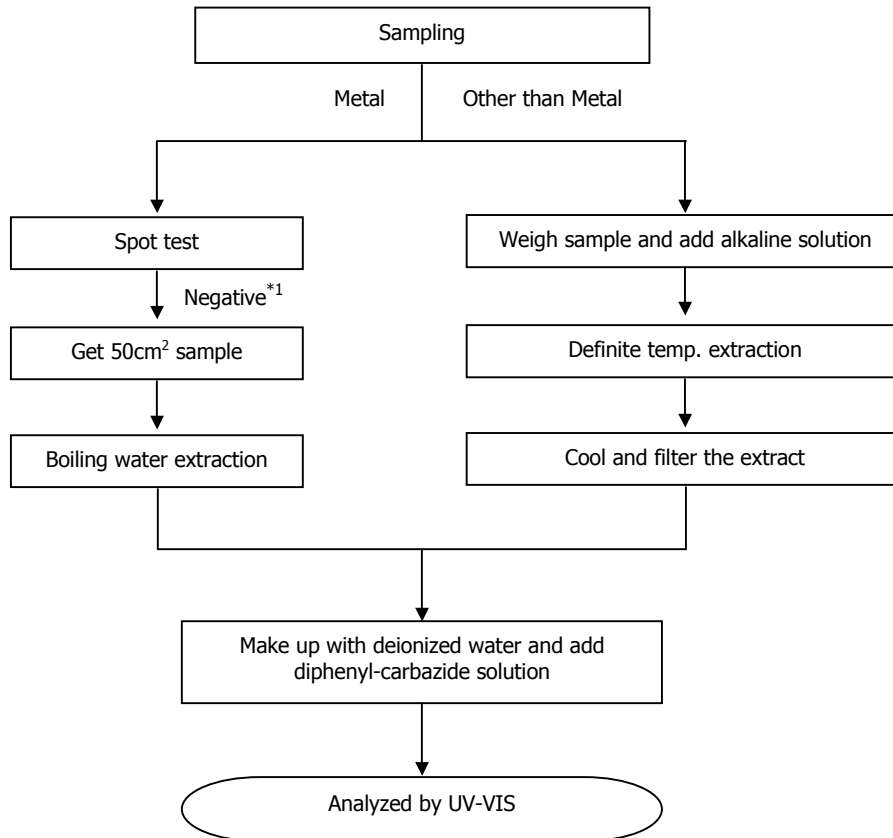 Sampling
Metal
Other than Metal
Spot test
Negative*1
Get 50cm2 sample
Boiling water extraction
Weigh sample and add alkaline solution
Definite temp. extraction
Cool and filter the extract
Make up with deionized water and add
diphenyl-carbazide solution
Analyzed by UV-VIS